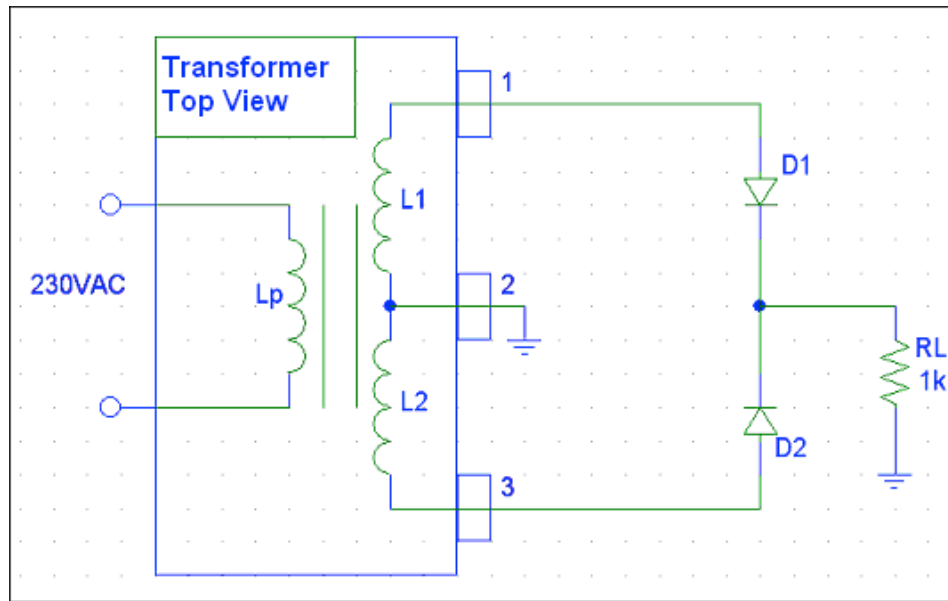 Transformer
Top View
1
D1
L1
230VAC
Lp
2
RL
1k
L2
D2
3